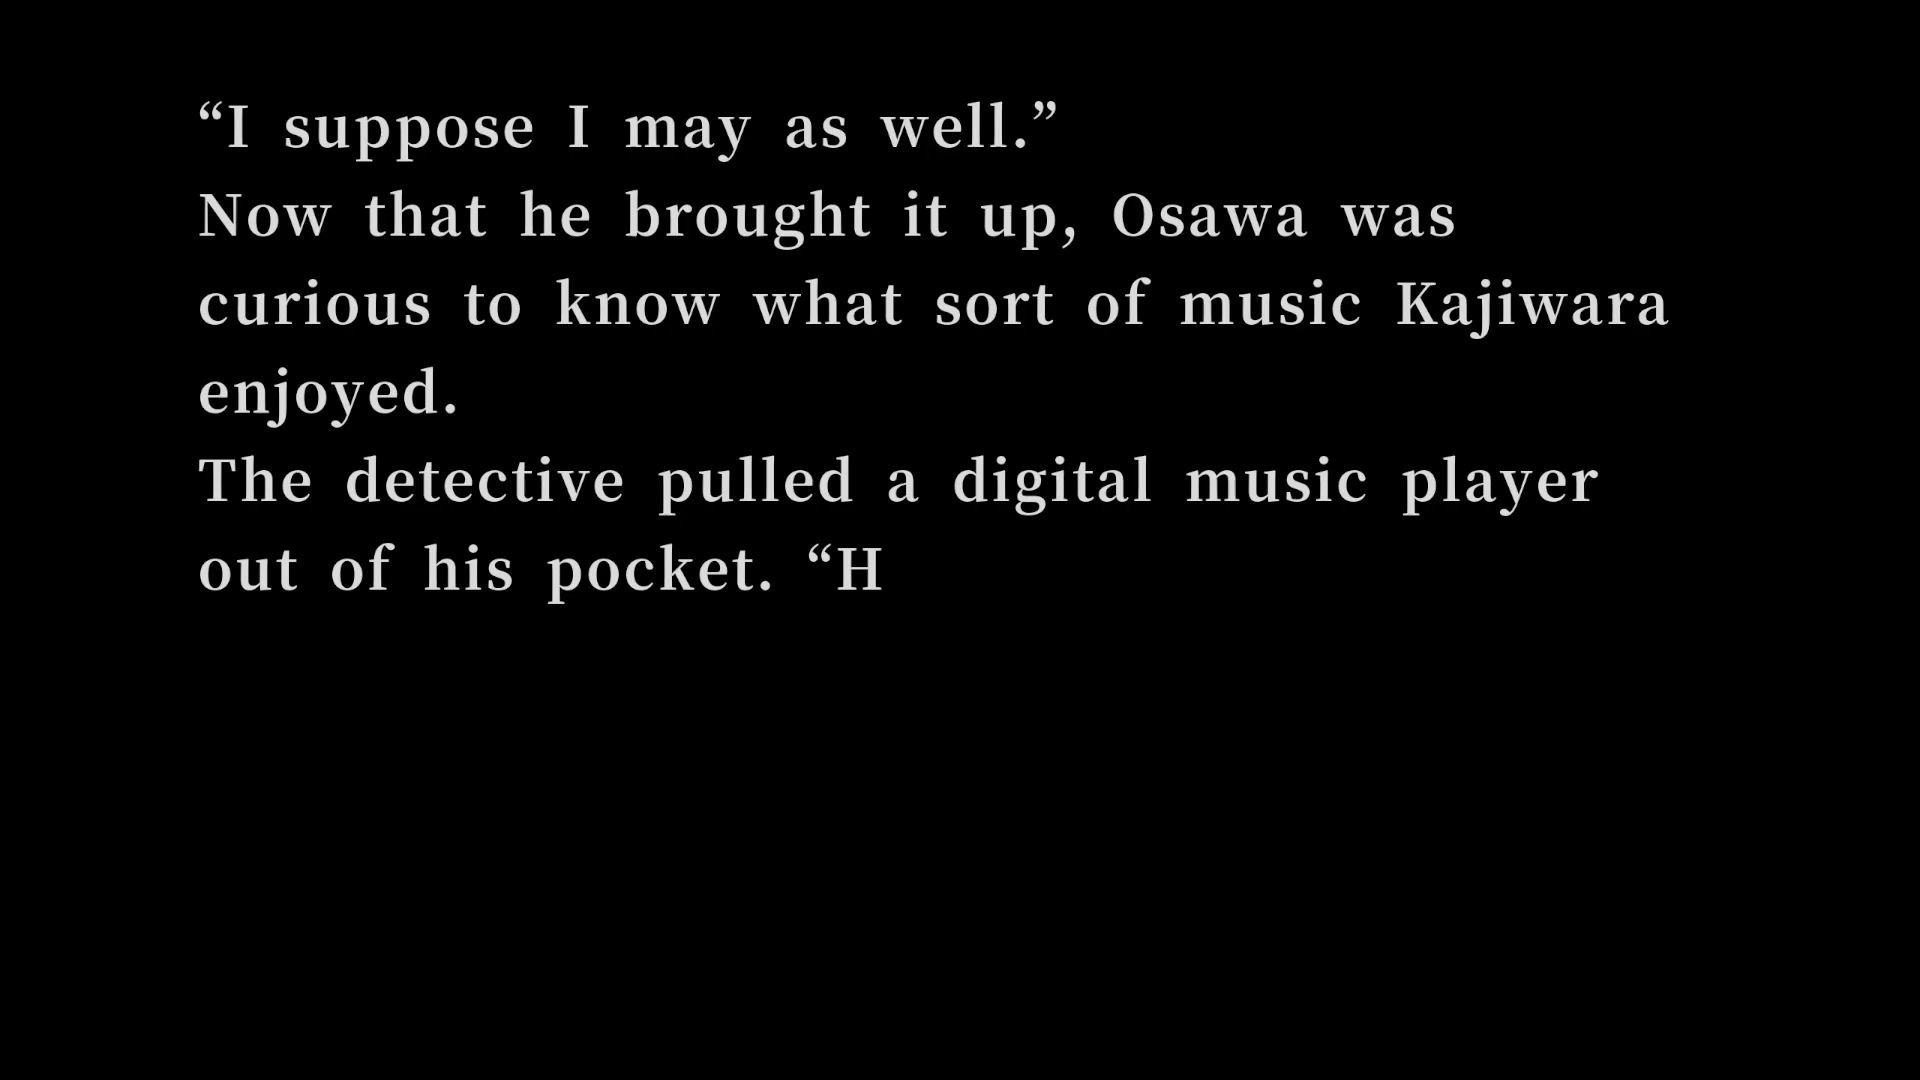 “I suppose I may as well.”
Now that he brought it up, Osawa was
curious to know what sort of music Kajiwara
enjoyed.
The detective pulled a digital music player
out of his pocket. “H